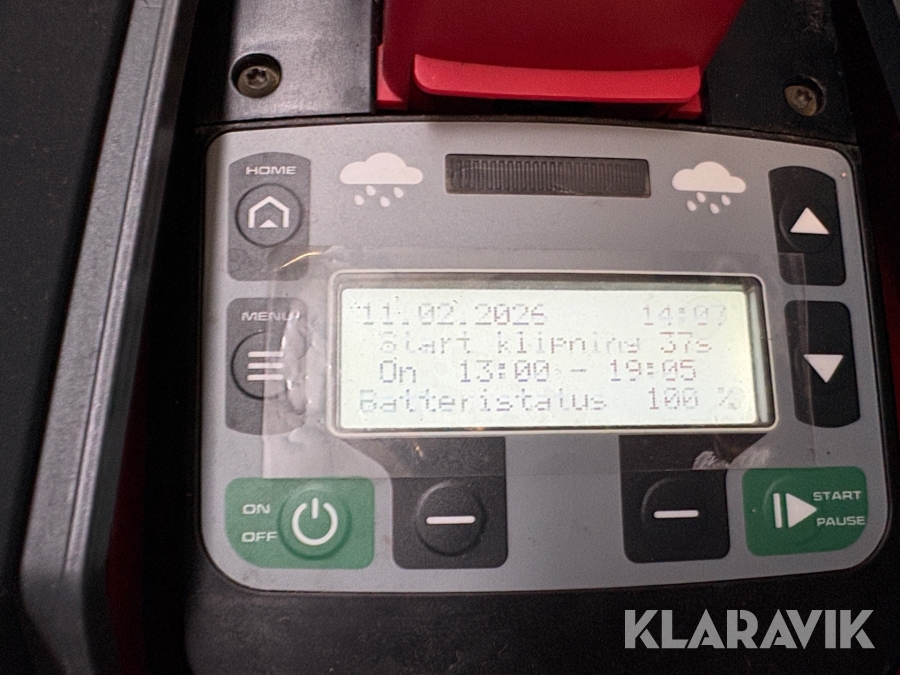 HOME
MENU
11.02.2026 14:07
Start klipning 37s
On 13:00 - 19:05
Batteristatus 100 %
ON
OFF
START
PAUSE
KLARAVIK